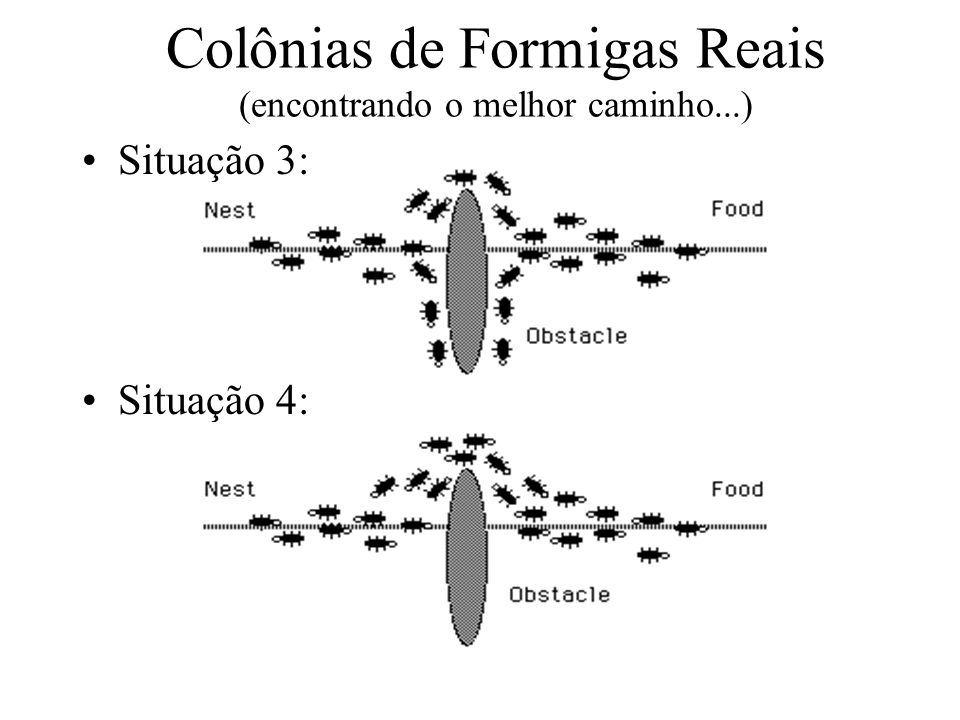 Colônias de Formigas Reais
(encontrando o melhor caminho...)
• Situação 3:
Nest
Food
Obstacle
• Situação 4:
Nest
Food
Obstacle